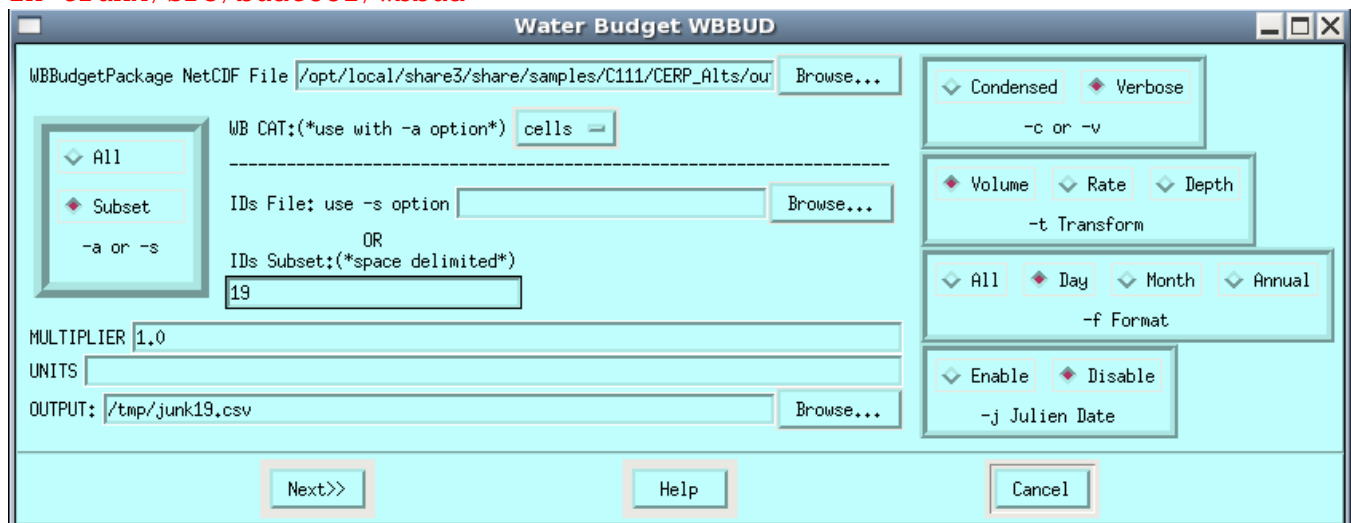 Water Budget WBBUD
WBBudgetPackage NetCDF File /opt/local/share3/share/samples/C111/CERP_Alts/ou Browse...
WB CAT:(*use with -a option*) cells
All
Subset
-a or -s
IDs File: use -s option Browse...
OR
IDs Subset:(*space delimited*)
19
MULTIPLIER 1.0
UNITS
OUTPUT: /tmp/junk19.csv Browse...
Condensed Verbose
-c or -v
Volume Rate Depth
-t Transform
All Day Month Annual
-f Format
Enable Disable
-j Julien Date
Next>> Help Cancel